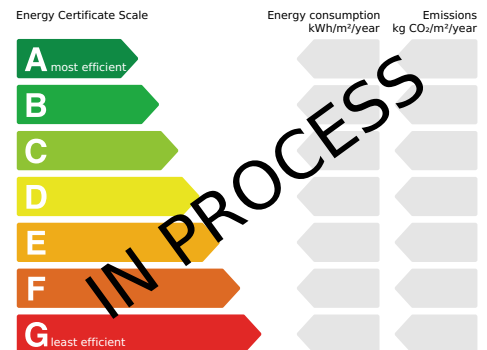 Energy Certificate Scale
Energy consumption
kWh/m²/year
Emissions
kg CO₂/m²/year
A most efficient
B
C
D
E
F
G least efficient
IN PROCESS